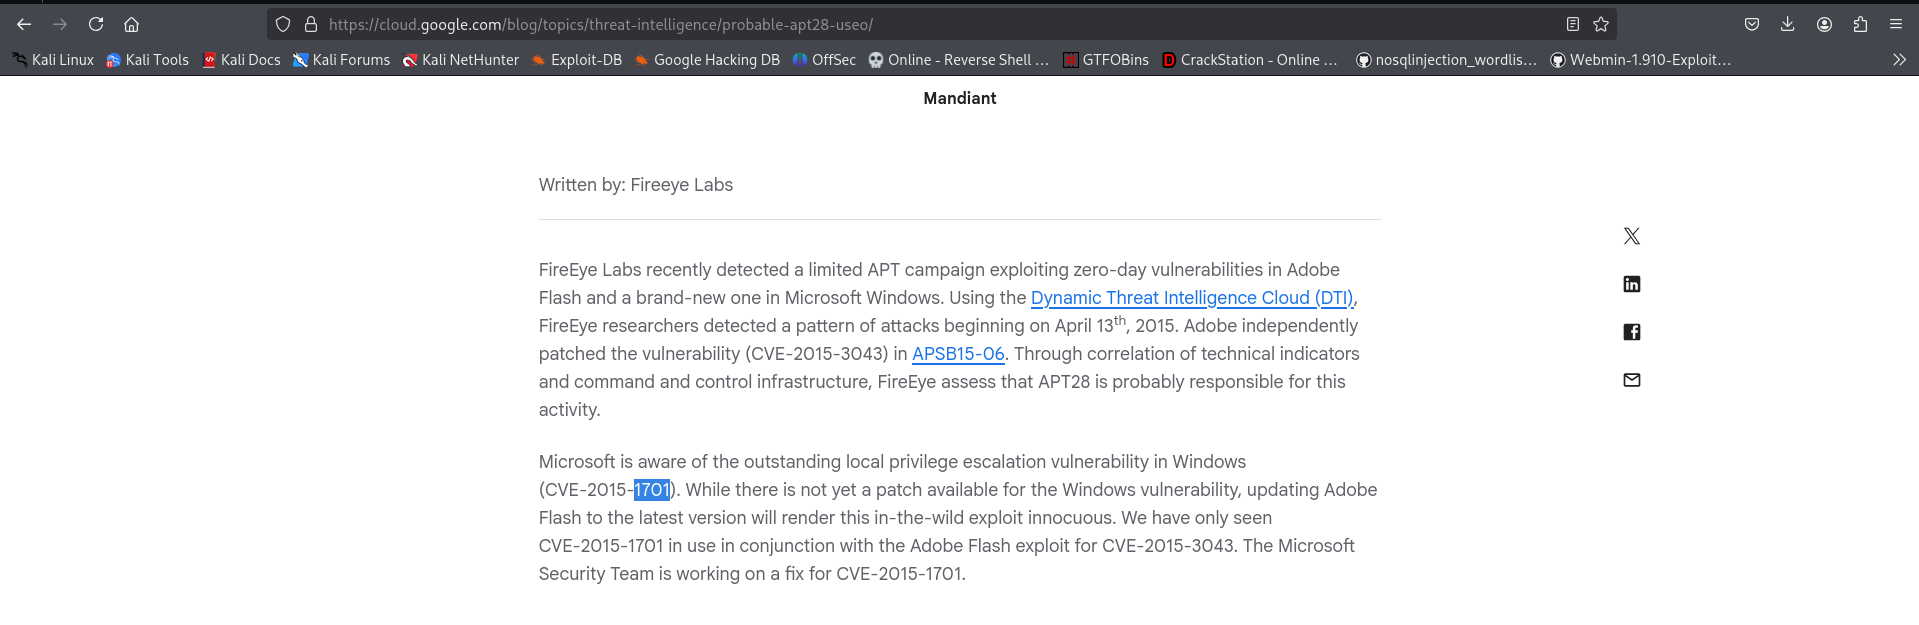 https://cloud.google.com/blog/topics/threat-intelligence/probable-apt28-useo/
Kali Linux Kali Tools Kali Docs Kali Forums Kali NetHunter Exploit-DB Google Hacking DB OffSec Online - Reverse Shell … GTFOBins CrackStation - Online … nosqlinjection_wordlis… Webmin-1.910-Exploit…
Mandiant
Written by: Fireeye Labs
FireEye Labs recently detected a limited APT campaign exploiting zero-day vulnerabilities in Adobe
Flash and a brand-new one in Microsoft Windows. Using the Dynamic Threat Intelligence Cloud (DTI),
FireEye researchers detected a pattern of attacks beginning on April 13th, 2015. Adobe independently
patched the vulnerability (CVE-2015-3043) in APSB15-06. Through correlation of technical indicators
and command and control infrastructure, FireEye assess that APT28 is probably responsible for this
activity.
Microsoft is aware of the outstanding local privilege escalation vulnerability in Windows
(CVE-2015-1701). While there is not yet a patch available for the Windows vulnerability, updating Adobe
Flash to the latest version will render this in-the-wild exploit innocuous. We have only seen
CVE-2015-1701 in use in conjunction with the Adobe Flash exploit for CVE-2015-3043. The Microsoft
Security Team is working on a fix for CVE-2015-1701.